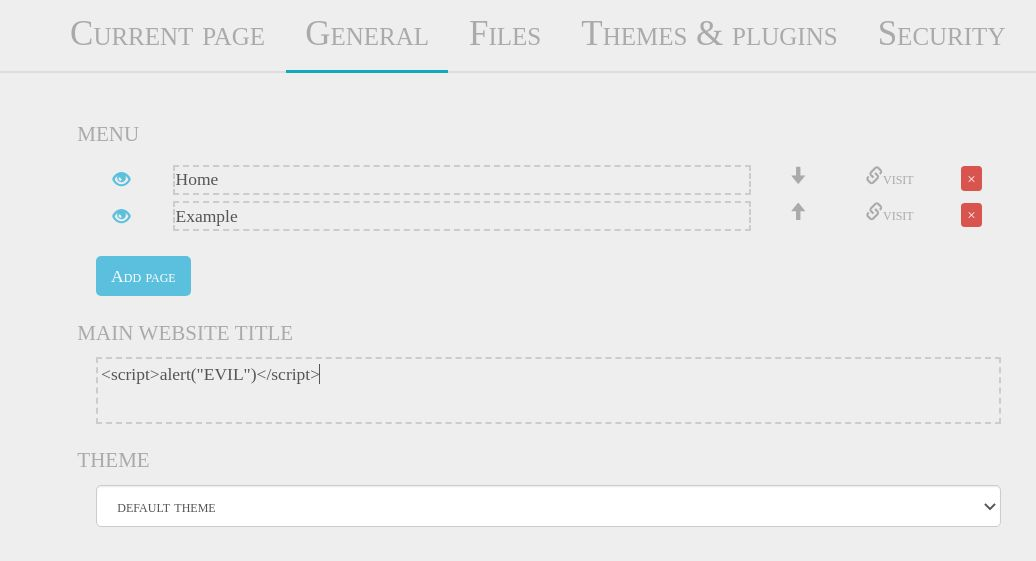 Current page General Files Themes & plugins Security
MENU
Home visit ×
Example visit ×
Add page
MAIN WEBSITE TITLE
<script>alert("EVIL")</script>
THEME
default theme